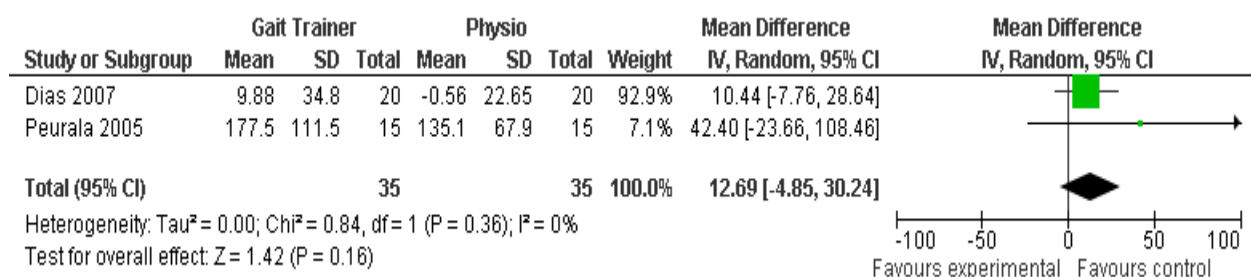 Gait Trainer Physio Mean Difference Mean Difference
Study or Subgroup Mean SD Total Mean SD Total Weight IV, Random, 95% CI IV, Random, 95% CI
Dias 2007 9.88 34.8 20 -0.56 22.65 20 92.9% 10.44 [-7.76, 28.64]
Peurala 2005 177.5 111.5 15 135.1 67.9 15 7.1% 42.40 [-23.66, 108.46]
Total (95% CI) 35 35 100.0% 12.69 [-4.85, 30.24]
Heterogeneity: Tau² = 0.00; Chi² = 0.84, df = 1 (P = 0.36); I² = 0%
Test for overall effect: Z = 1.42 (P = 0.16)
-100 -50 0 50 100
Favours experimental Favours control